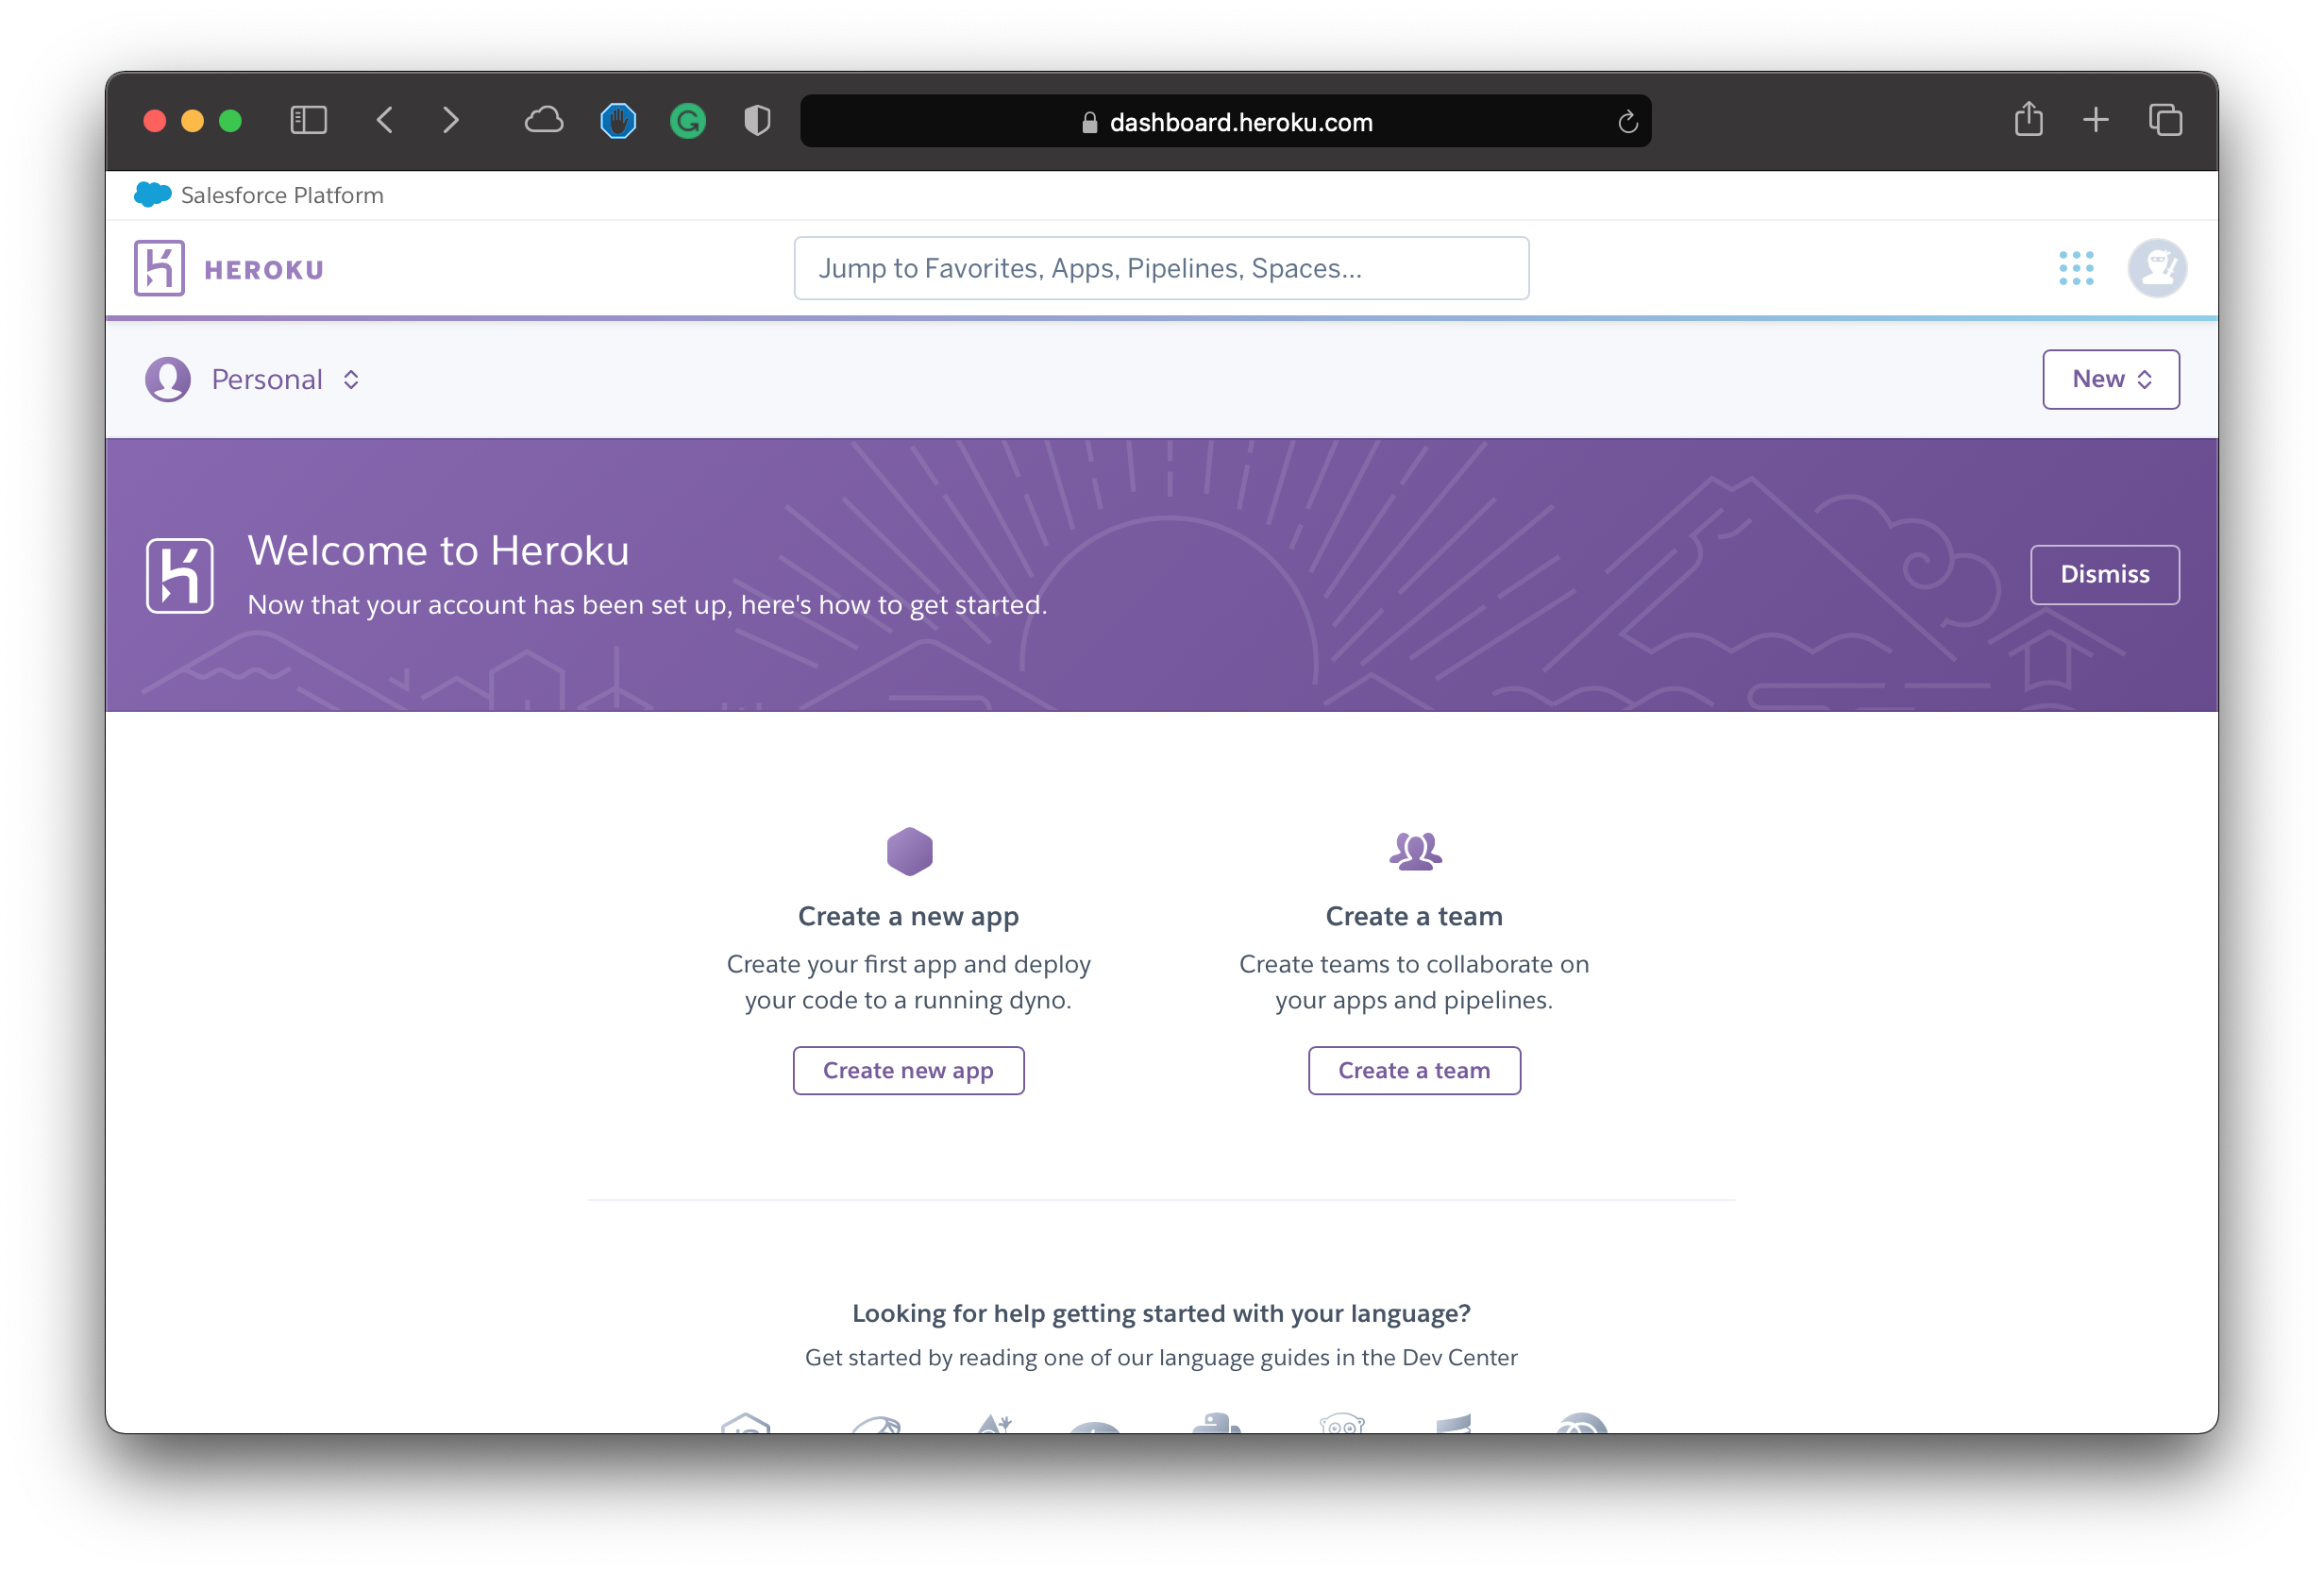 dashboard.heroku.com
Salesforce Platform
HEROKU
Jump to Favorites, Apps, Pipelines, Spaces...
Personal
New
Welcome to Heroku
Now that your account has been set up, here's how to get started.
Dismiss
Create a new app
Create your first app and deploy
your code to a running dyno.
Create new app
Create a team
Create teams to collaborate on
your apps and pipelines.
Create a team
Looking for help getting started with your language?
Get started by reading one of our language guides in the Dev Center